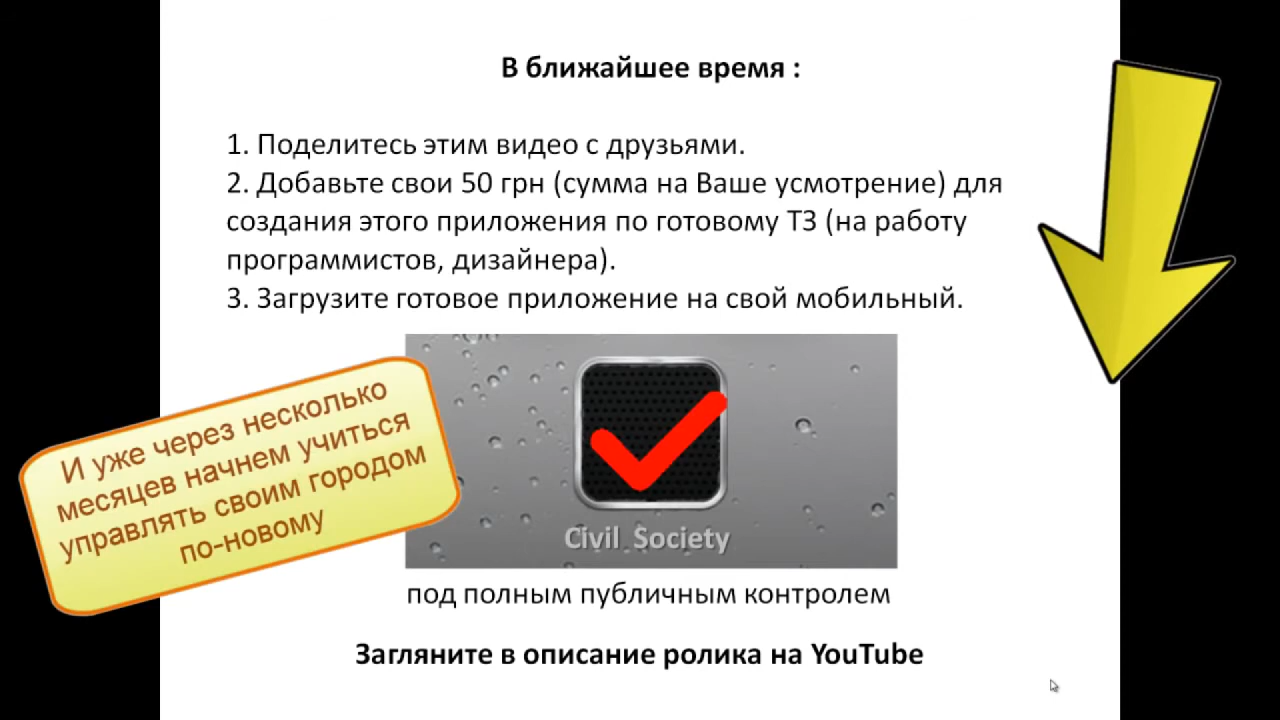 В ближайшее время :
1. Поделитесь этим видео с друзьями.
2. Добавьте свои 50 грн (сумма на Ваше усмотрение) для
создания этого приложения по готовому ТЗ (на работу
программистов, дизайнера).
3. Загрузите готовое приложение на свой мобильный.
И уже через несколько
месяцев начнем учиться
управлять своим городом
по-новому
Civil Society
под полным публичным контролем
Загляните в описание ролика на YouTube